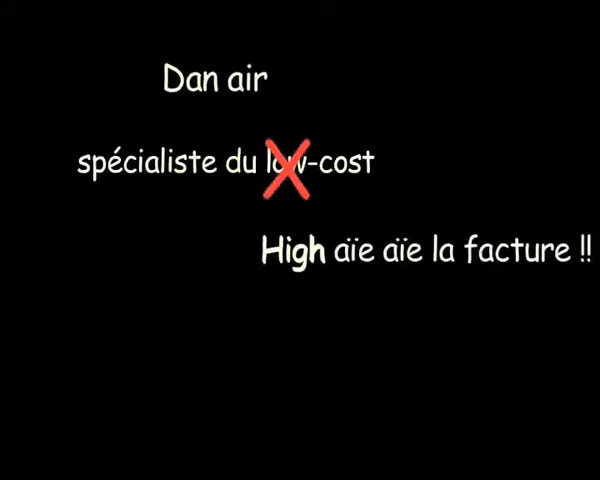 Dan air
spécialiste du low-cost
High aïe aïe la facture !!